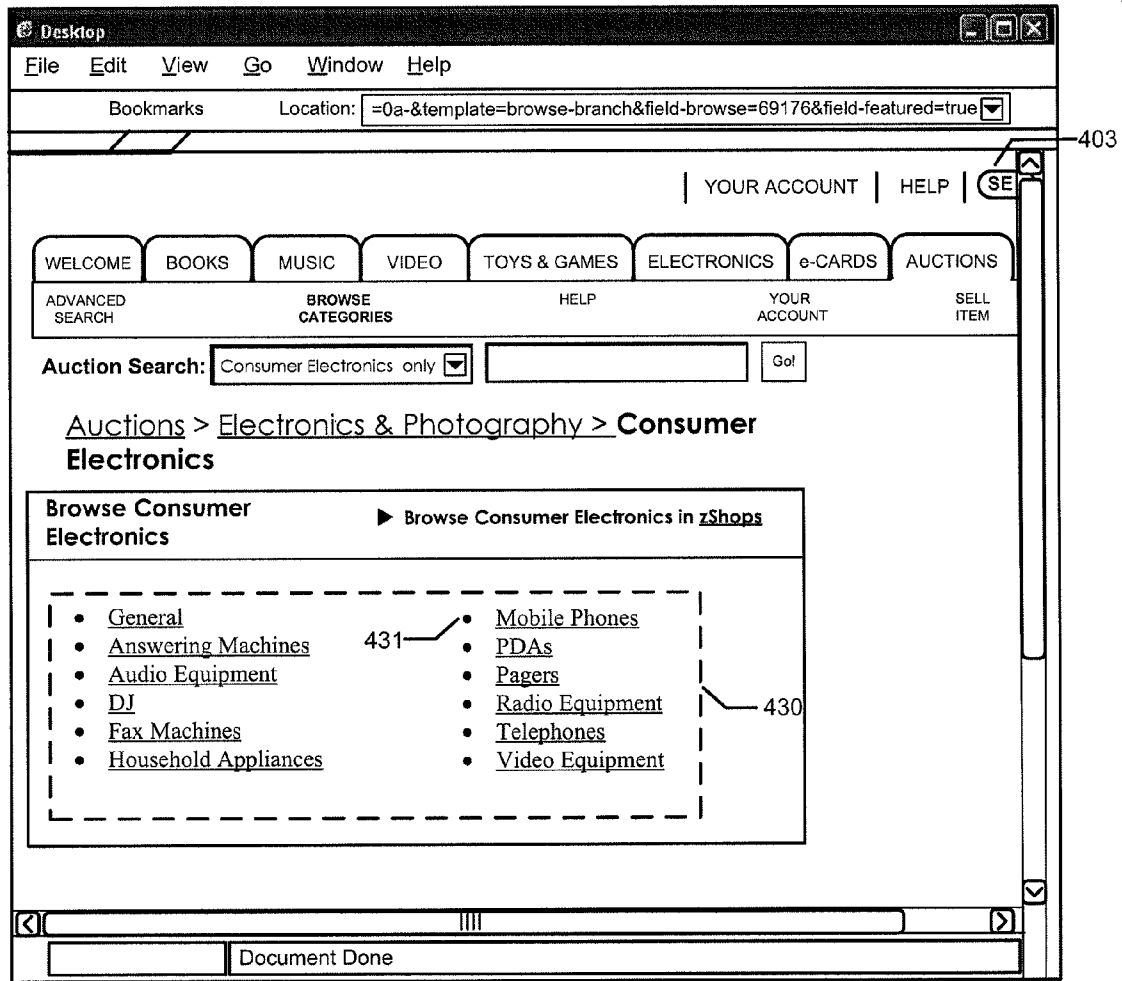 Desktop
File Edit View Go Window Help
Bookmarks Location: =0a-&template=browse-branch&field-browse=69176&field-featured=true
403
YOUR ACCOUNT | HELP | SE
WELCOME BOOKS MUSIC VIDEO TOYS & GAMES ELECTRONICS e-CARDS AUCTIONS
ADVANCED SEARCH BROWSE CATEGORIES HELP YOUR ACCOUNT SELL ITEM
Auction Search: Consumer Electronics only Go!
Auctions > Electronics & Photography > Consumer
Electronics
Browse Consumer
Electronics
▶ Browse Consumer Electronics in zShops
• General
• Answering Machines
• Audio Equipment
• DJ
• Fax Machines
• Household Appliances
431
• Mobile Phones
• PDAs
• Pagers
• Radio Equipment
• Telephones
• Video Equipment
430
Document Done